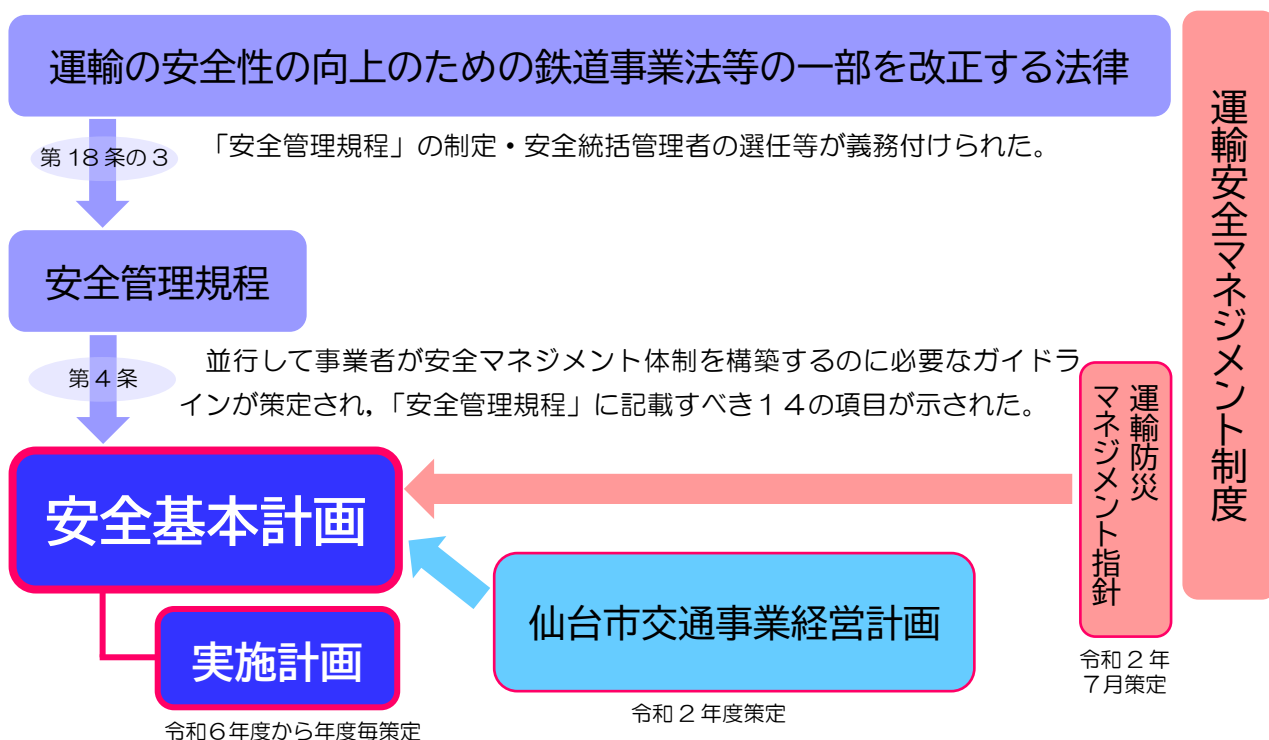 運輸の安全性の向上のための鉄道事業法等の一部を改正する法律
第18条の3
「安全管理規程」の制定・安全統括管理者の選任等が義務付けられた。
安全管理規程
第4条
並行して事業者が安全マネジメント体制を構築するのに必要なガイドラ
インが策定され,「安全管理規程」に記載すべき14の項目が示された。
安全基本計画
実施計画
令和6年度から年度毎策定
仙台市交通事業経営計画
令和2年度策定
運輸防災
マネジメント指針
令和2年
7月策定
運輸安全マネジメント制度